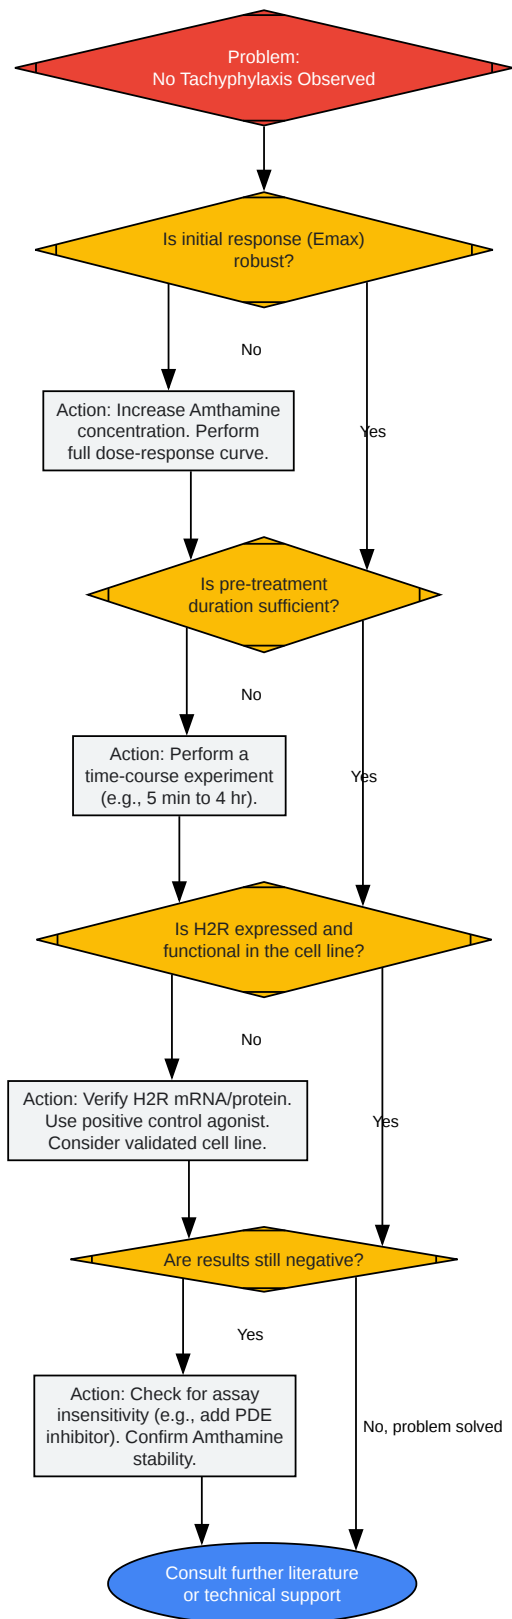 Problem:
No Tachyphylaxis Observed
Is initial response (Emax)
robust?
No
Yes
Action: Increase Amthamine
concentration. Perform
full dose-response curve.
Is pre-treatment
duration sufficient?
No
Yes
Action: Perform a
time-course experiment
(e.g., 5 min to 4 hr).
Is H2R expressed and
functional in the cell line?
No
Yes
Action: Verify H2R mRNA/protein.
Use positive control agonist.
Consider validated cell line.
Are results still negative?
Yes
No, problem solved
Action: Check for assay
insensitivity (e.g., add PDE
inhibitor). Confirm Amthamine
stability.
Consult further literature
or technical support